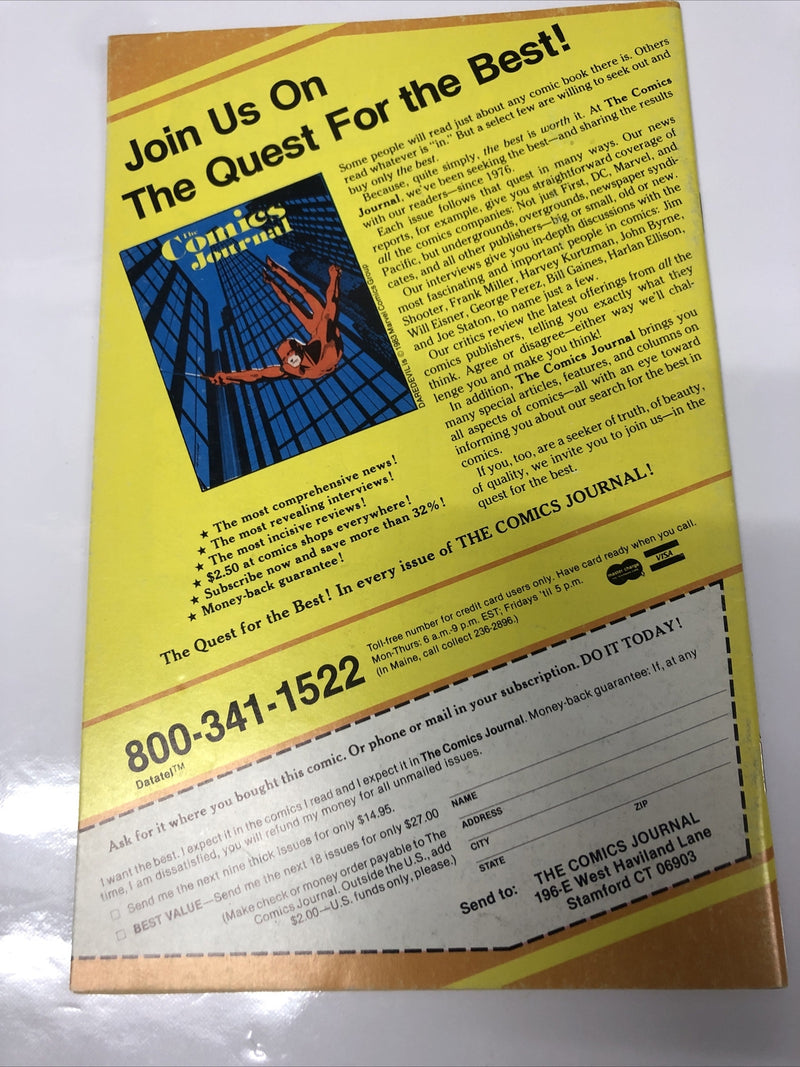 Join Us On
The Quest For the Best!
The
Comics
Journal
DAREDEVIL is © 1983 Marvel Comics Group
Some people will read just about any comic book there is. Others
read whatever is "in." But a select few are willing to seek out and
buy only the best.
Because, quite simply, the best is worth it. At The Comics
Journal, we've been seeking the best—and sharing the results
with our readers—since 1976.
Each issue follows that quest in many ways. Our news
reports, for example, give you straightforward coverage of
all the comics companies: Not just First, DC, Marvel, and
Pacific, but undergrounds, overgrounds, newspaper syndi-
cates, and all other publishers—big or small, old or new.
Our interviews give you in-depth discussions with the
most fascinating and important people in comics: Jim
Shooter, Frank Miller, Harvey Kurtzman, John Byrne,
Will Eisner, George Perez, Bill Gaines, Harlan Ellison,
and Joe Staton, to name just a few.
Our critics review the latest offerings from all the
comics publishers, telling you exactly what they
think. Agree or disagree—either way we'll chal-
lenge you and make you think!
In addition, The Comics Journal brings you
many special articles, features, and columns on
all aspects of comics—all with an eye toward
informing you about our search for the best in
comics.
If you, too, are a seeker of truth, of beauty,
of quality, we invite you to join us—in the
quest for the best.
★ The most comprehensive news!
★ The most revealing interviews!
★ The most incisive reviews!
★ $2.50 at comics shops everywhere!
★ Subscribe now and save more than 32%!
★ Money-back guarantee!
The Quest for the Best! In every issue of THE COMICS JOURNAL!
800-341-1522
Datatel™
Toll-free number for credit card users only. Have card ready when you call.
Mon-Thurs: 6 a.m.-9 p.m. EST; Fridays 'til 5 p.m.
(In Maine, call collect 236-2896.)
master charge
VISA
Ask for it where you bought this comic. Or phone or mail in your subscription. DO IT TODAY!
I want the best. I expect it in the comics I read and I expect it in The Comics Journal. Money-back guarantee: If, at any
time, I am dissatisfied, you will refund my money for all unmailed issues.
□ Send me the next nine thick issues for only $14.95.
□ BEST VALUE—Send me the next 18 issues for only $27.00
(Make check or money order payable to The
Comics Journal. Outside the U.S., add
$2.00—U.S. funds only, please.)
NAME
ADDRESS
CITY
STATE ZIP
Send to: THE COMICS JOURNAL
196-E West Haviland Lane
Stamford CT 06903